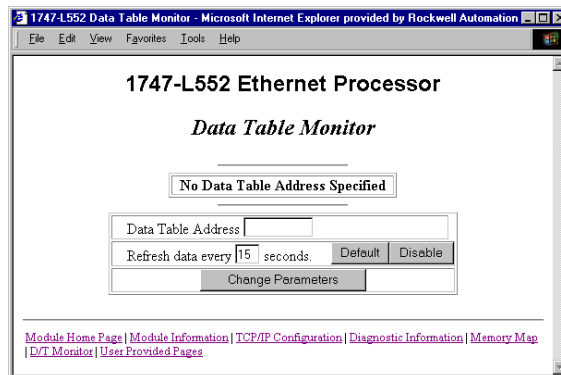 1747-L552 Data Table Monitor - Microsoft Internet Explorer provided by Rockwell Automation
File Edit View Favorites Tools Help
1747-L552 Ethernet Processor
Data Table Monitor
No Data Table Address Specified
Data Table Address
Refresh data every 15 seconds. Default Disable
Change Parameters
Module Home Page | Module Information | TCP/IP Configuration | Diagnostic Information | Memory Map
| D/T Monitor | User Provided Pages